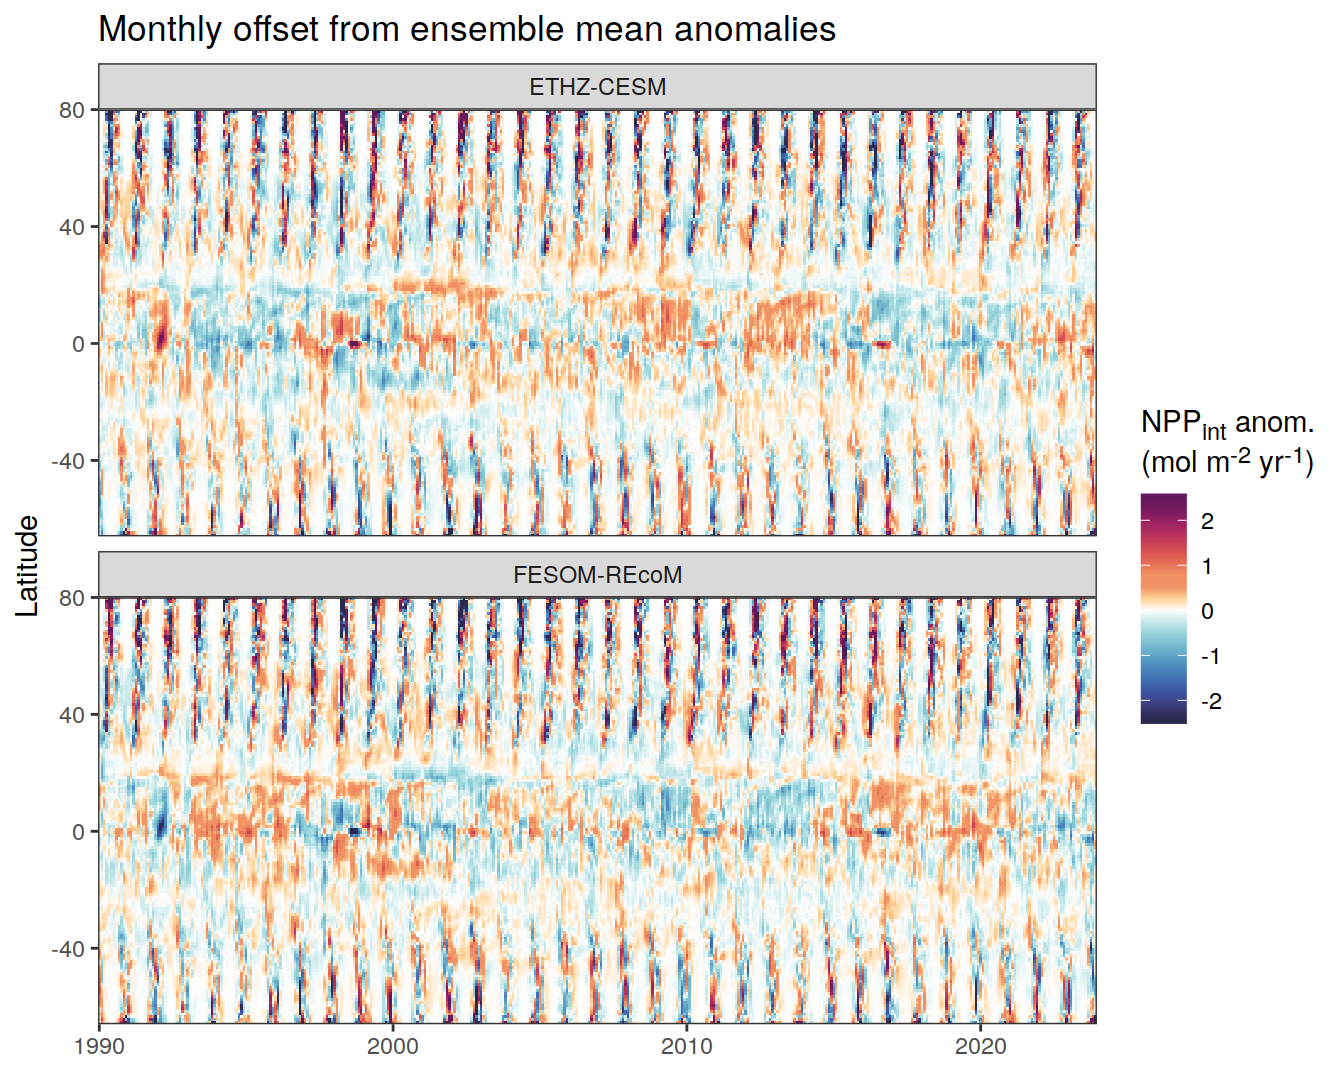 Monthly offset from ensemble mean anomalies
ETHZ-CESM
80
40
0
-40
Latitude
FESOM-REcoM
80
40
0
-40
1990 2000 2010 2020
NPPint anom.
(mol m-2 yr-1)
2
1
0
-1
-2